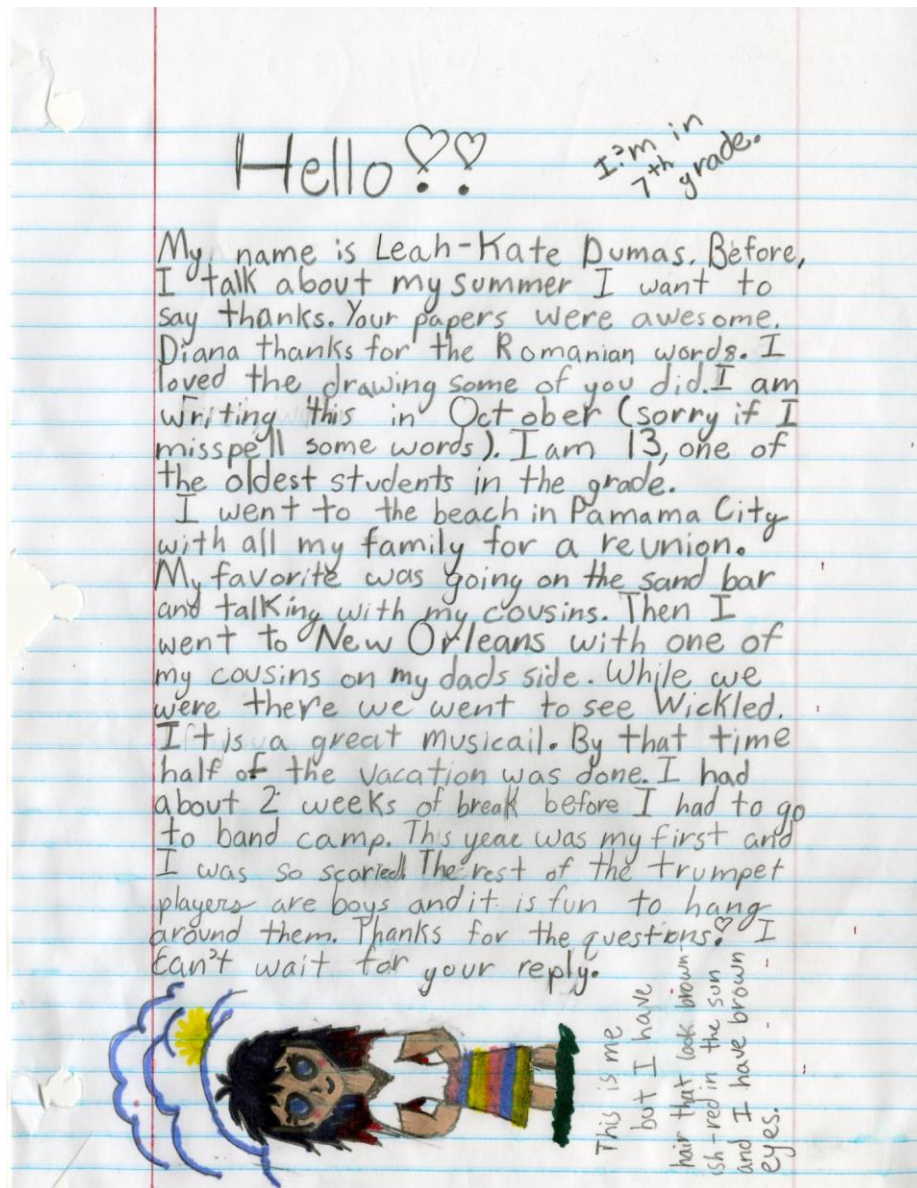 Hello!!
I'm in
7th grade.
My name is Leah-Kate Dumas. Before,
I talk about my summer I want to
say thanks. Your papers were awesome.
Diana thanks for the Romanian words. I
loved the drawing some of you did. I am
writing this in October (sorry if I
misspell some words). I am 13, one of
the oldest students in the grade.
I went to the beach in Pamama City
with all my family for a reunion.
My favorite was going on the sand bar
and talking with my cousins. Then I
went to New Orleans with one of
my cousins on my dads side. While we
were there we went to see Wickled.
It is a great musicail. By that time
half of the vacation was done. I had
about 2 weeks of break before I had to go
to band camp. This year was my first and
I was so scaried! The rest of the trumpet
players are boys and it is fun to hang
around them. Thanks for the questions! I
can't wait for your reply.
This is me
but I have
hair that look brown-
ish-red in the sun
and I have brown
eyes.